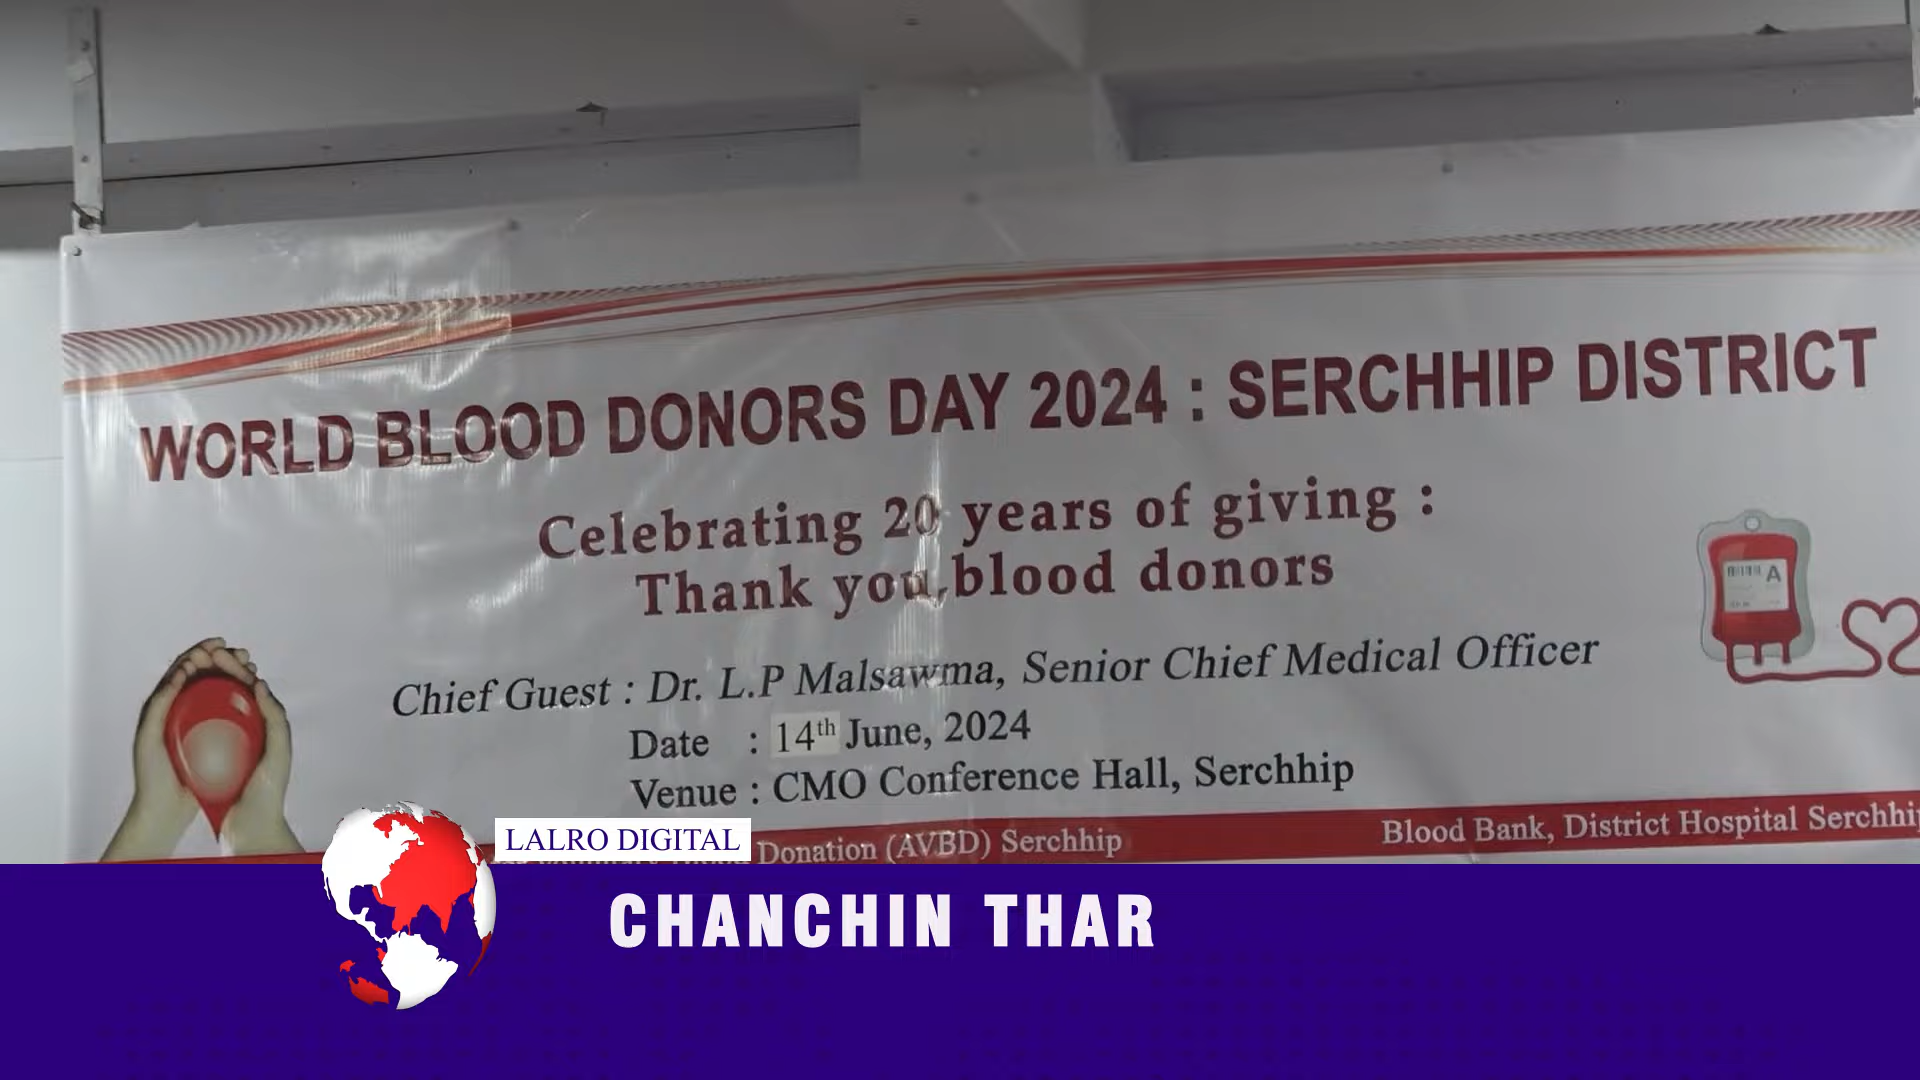 WORLD BLOOD DONORS DAY 2024 : SERCHHIP DISTRICT
Celebrating 20 years of giving :
Thank you, blood donors
A
Chief Guest : Dr. L.P Malsawma, Senior Chief Medical Officer
Date : 14th June, 2024
Venue : CMO Conference Hall, Serchhip
Donation (AVBD) Serchhip
Blood Bank, District Hospital Serchhip
LALRO DIGITAL
CHANCHIN THAR